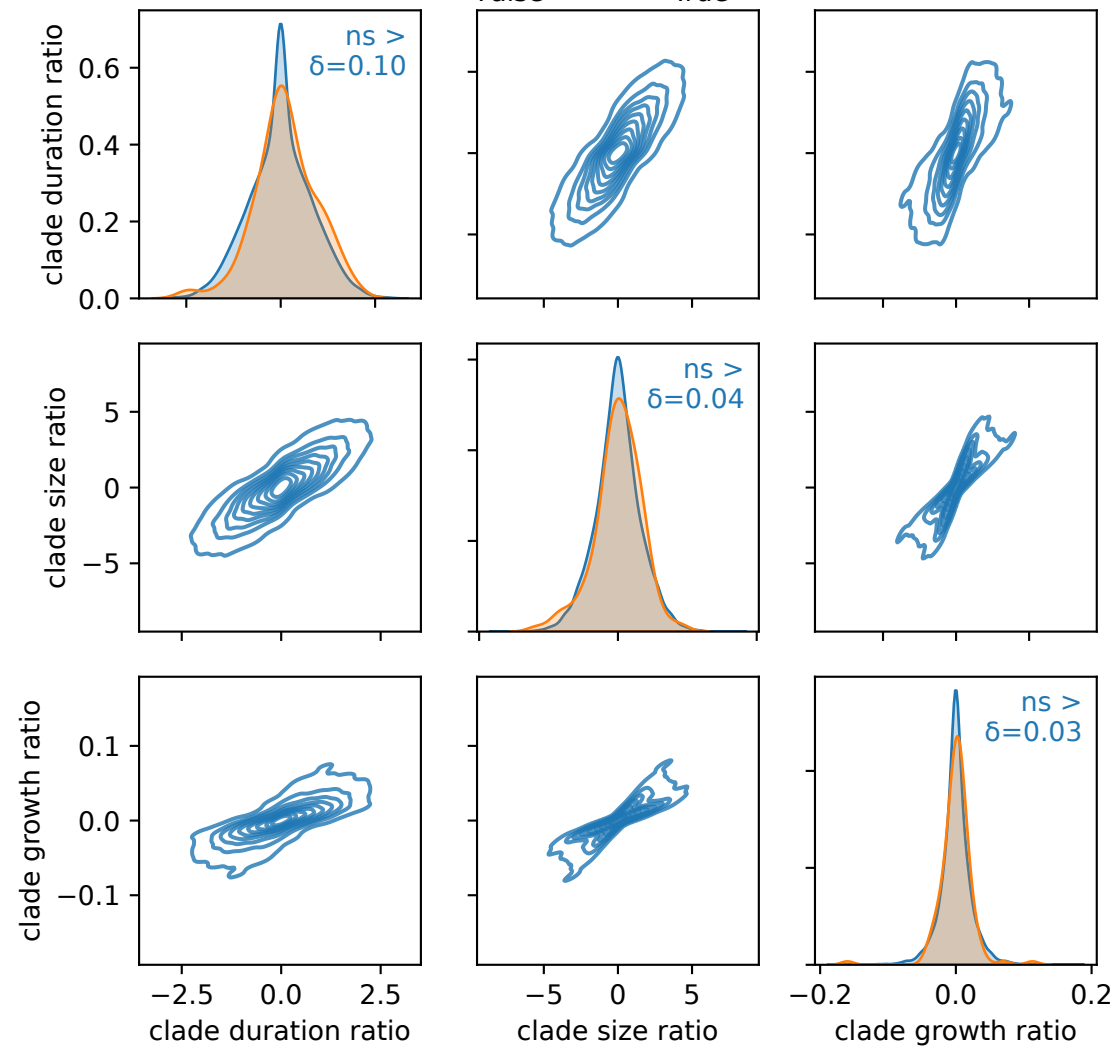 clade duration ratio
0.6
0.4
0.2
0.0
ns >
δ=0.10
clade size ratio
5
0
−5
ns >
δ=0.04
clade growth ratio
0.1
0.0
−0.1
ns >
δ=0.03
−2.5 0.0 2.5
−5 0 5
−0.2 0.0 0.2
clade duration ratio
clade size ratio
clade growth ratio